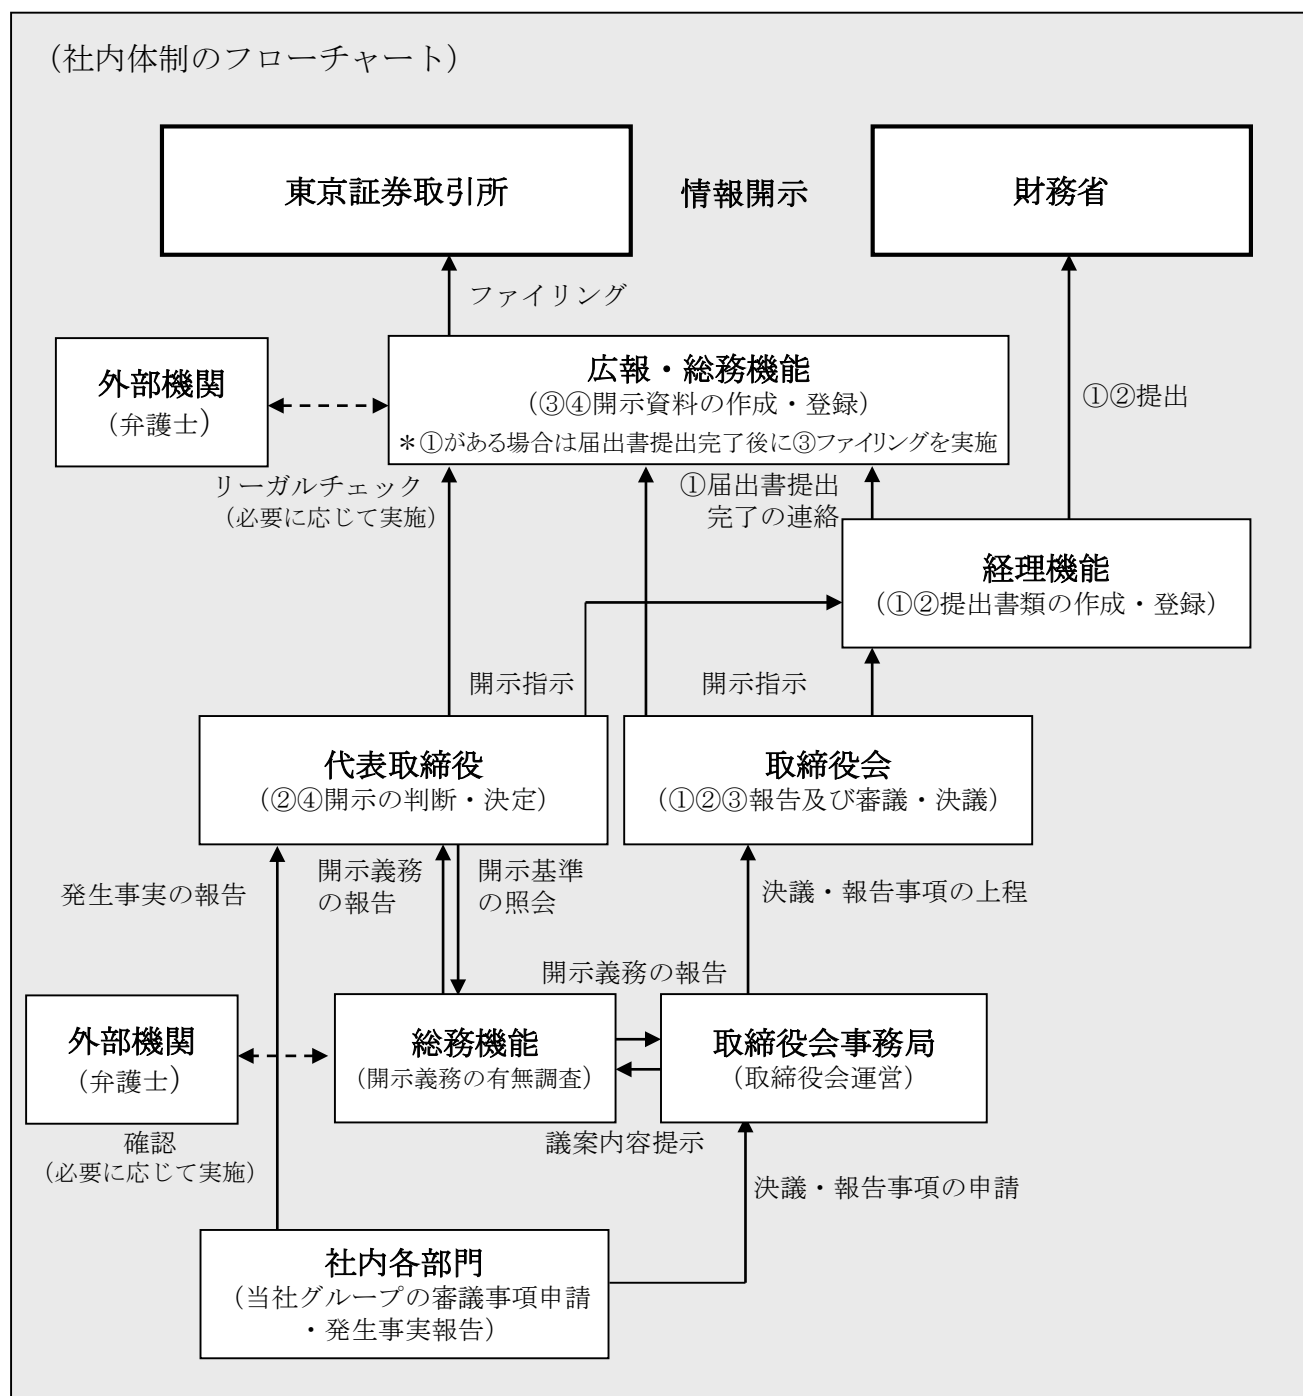 （社内体制のフローチャート）
東京証券取引所
情報開示
財務省
ファイリング
外部機関
（弁護士）
広報・総務機能
（③④開示資料の作成・登録）
＊①がある場合は届出書提出完了後に③ファイリングを実施
①②提出
リーガルチェック
（必要に応じて実施）
①届出書提出
完了の連絡
経理機能
（①②提出書類の作成・登録）
開示指示
開示指示
代表取締役
（②④開示の判断・決定）
取締役会
（①②③報告及び審議・決議）
発生事実の報告
開示義務
の報告
開示基準
の照会
決議・報告事項の上程
開示義務の報告
外部機関
（弁護士）
総務機能
（開示義務の有無調査）
取締役会事務局
（取締役会運営）
確認
（必要に応じて実施）
議案内容提示
決議・報告事項の申請
社内各部門
（当社グループの審議事項申請
・発生事実報告）